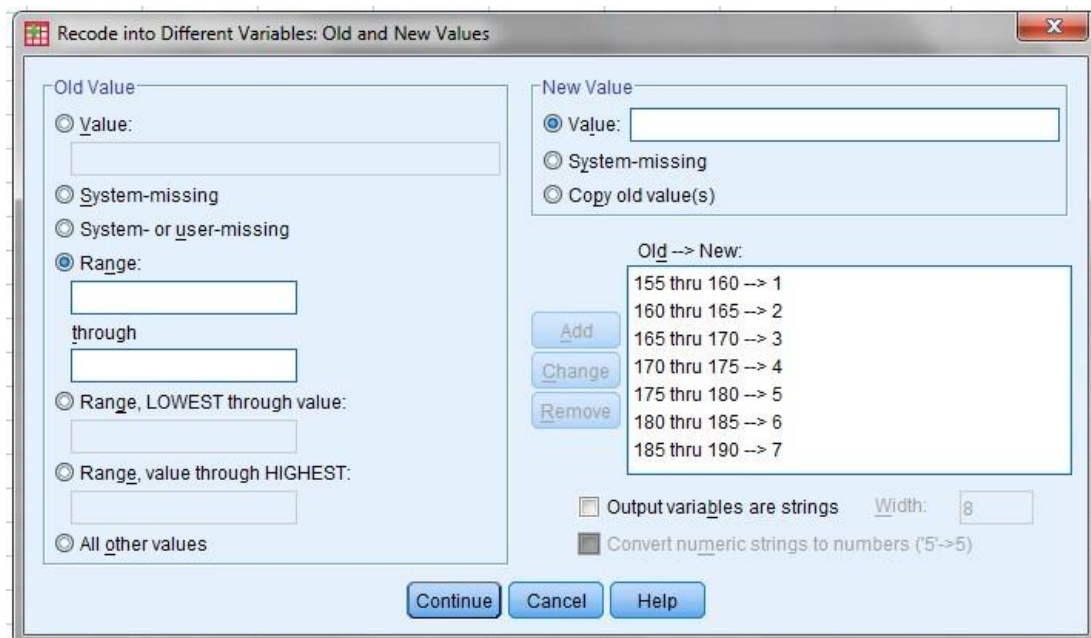 Recode into Different Variables: Old and New Values
X
Old Value
Value:
System-missing
System- or user-missing
Range:
through
Range, LOWEST through value:
Range, value through HIGHEST:
All other values
New Value
Value:
System-missing
Copy old value(s)
Old --> New:
155 thru 160 --> 1
160 thru 165 --> 2
165 thru 170 --> 3
170 thru 175 --> 4
175 thru 180 --> 5
180 thru 185 --> 6
185 thru 190 --> 7
Add
Change
Remove
Output variables are strings Width: 8
Convert numeric strings to numbers ('5'->5)
Continue Cancel Help